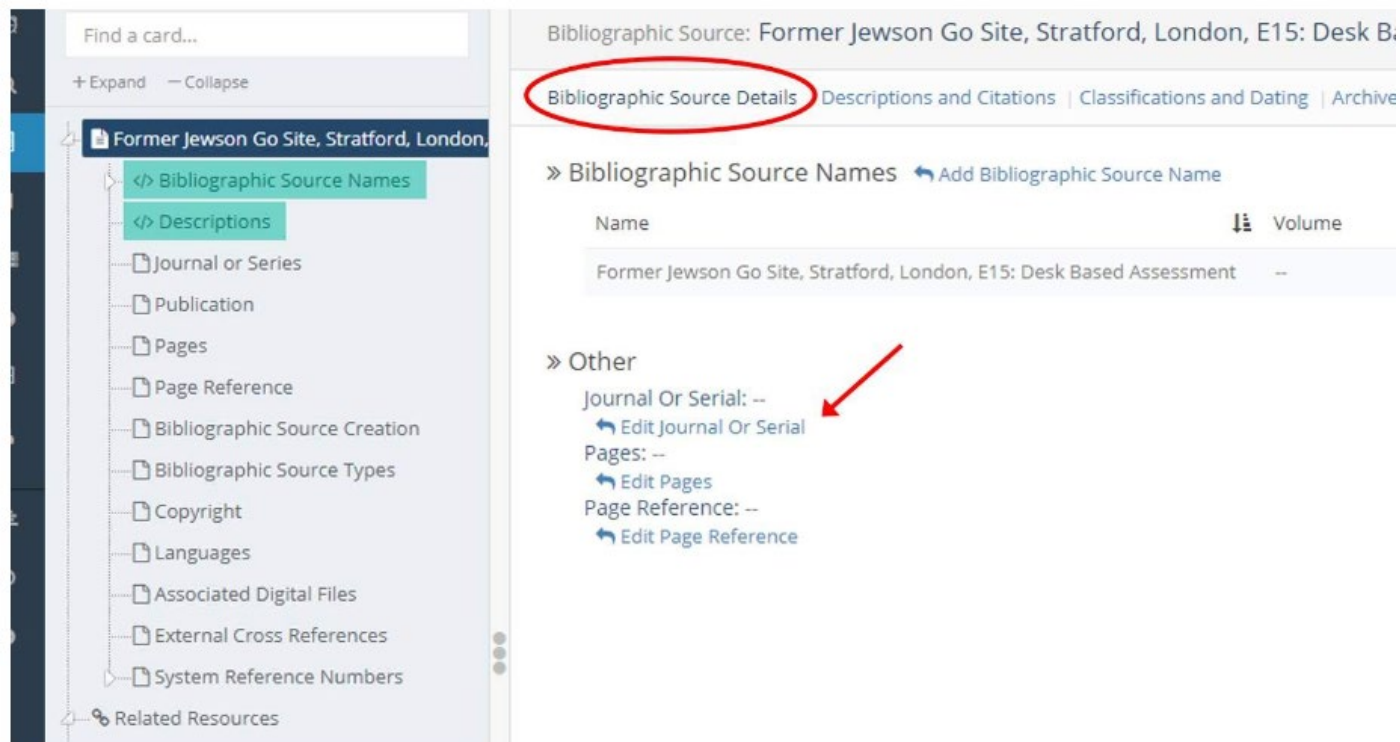 Find a card...
+ Expand — Collapse
Former Jewson Go Site, Stratford, London,
</> Bibliographic Source Names
</> Descriptions
Journal or Series
Publication
Pages
Page Reference
Bibliographic Source Creation
Bibliographic Source Types
Copyright
Languages
Associated Digital Files
External Cross References
System Reference Numbers
Related Resources
Bibliographic Source: Former Jewson Go Site, Stratford, London, E15: Desk Ba
Bibliographic Source Details | Descriptions and Citations | Classifications and Dating | Archive
» Bibliographic Source Names Add Bibliographic Source Name
Name Volume
Former Jewson Go Site, Stratford, London, E15: Desk Based Assessment --
» Other
Journal Or Serial: --
Edit Journal Or Serial
Pages: --
Edit Pages
Page Reference: --
Edit Page Reference